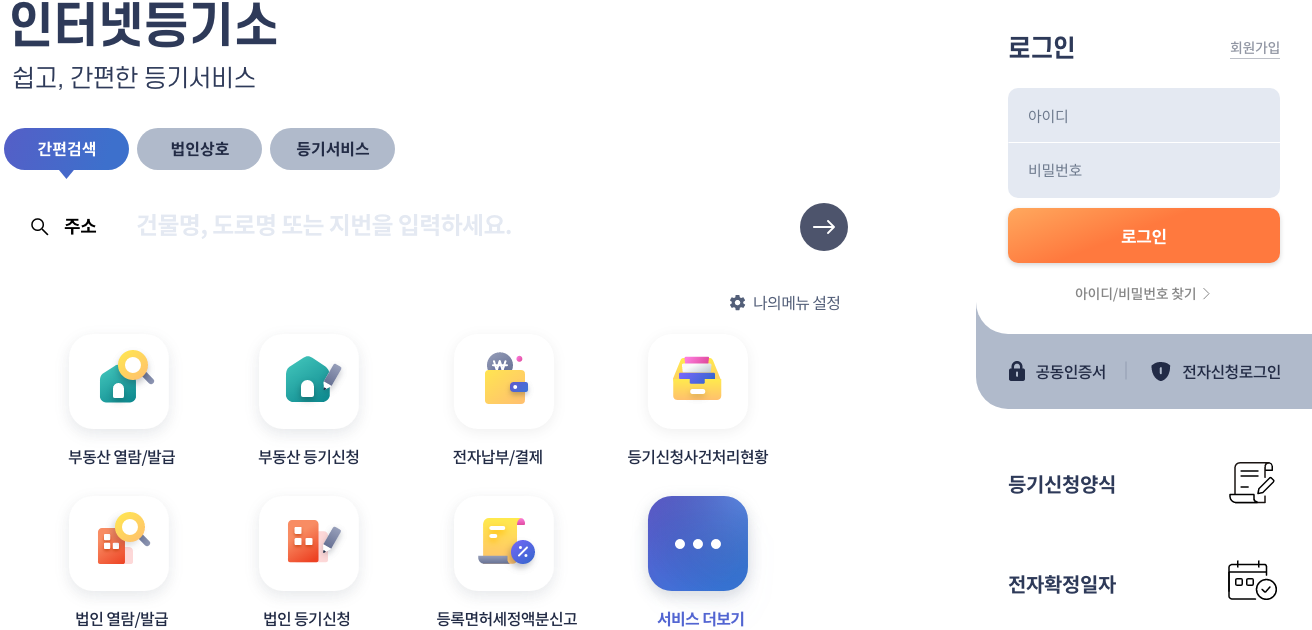 인터넷등기소
쉽고, 간편한 등기서비스
간편검색 법인상호 등기서비스
주소 건물명, 도로명 또는 지번을 입력하세요.
나의메뉴 설정
부동산 열람/발급 부동산 등기신청 전자납부/결제 등기신청사건처리현황
법인 열람/발급 법인 등기신청 등록면허세정액분신고 서비스 더보기
로그인 회원가입
아이디
비밀번호
로그인
아이디/비밀번호 찾기
공동인증서 전자신청로그인
등기신청양식
전자확정일자